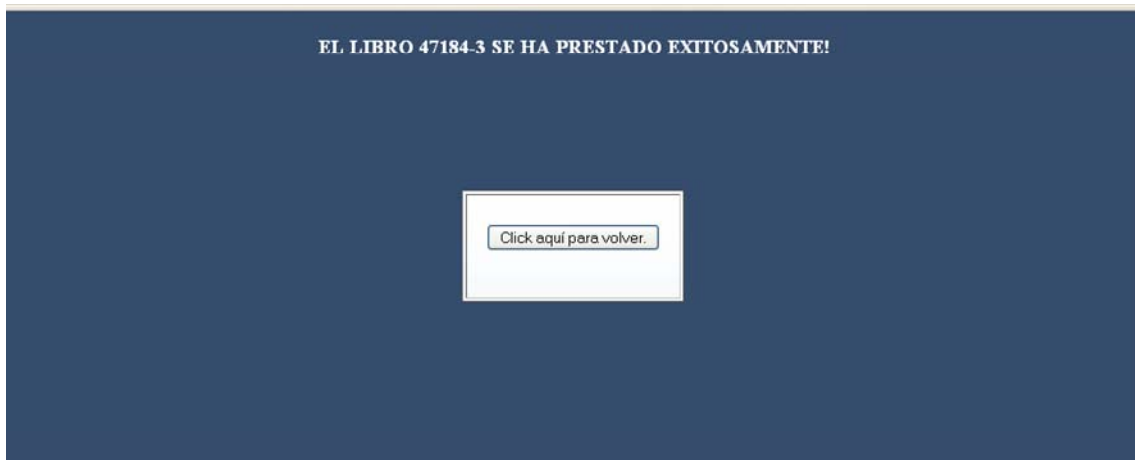 EL LIBRO 47184-3 SE HA PRESTADO EXITOSAMENTE!
Click aquí para volver.